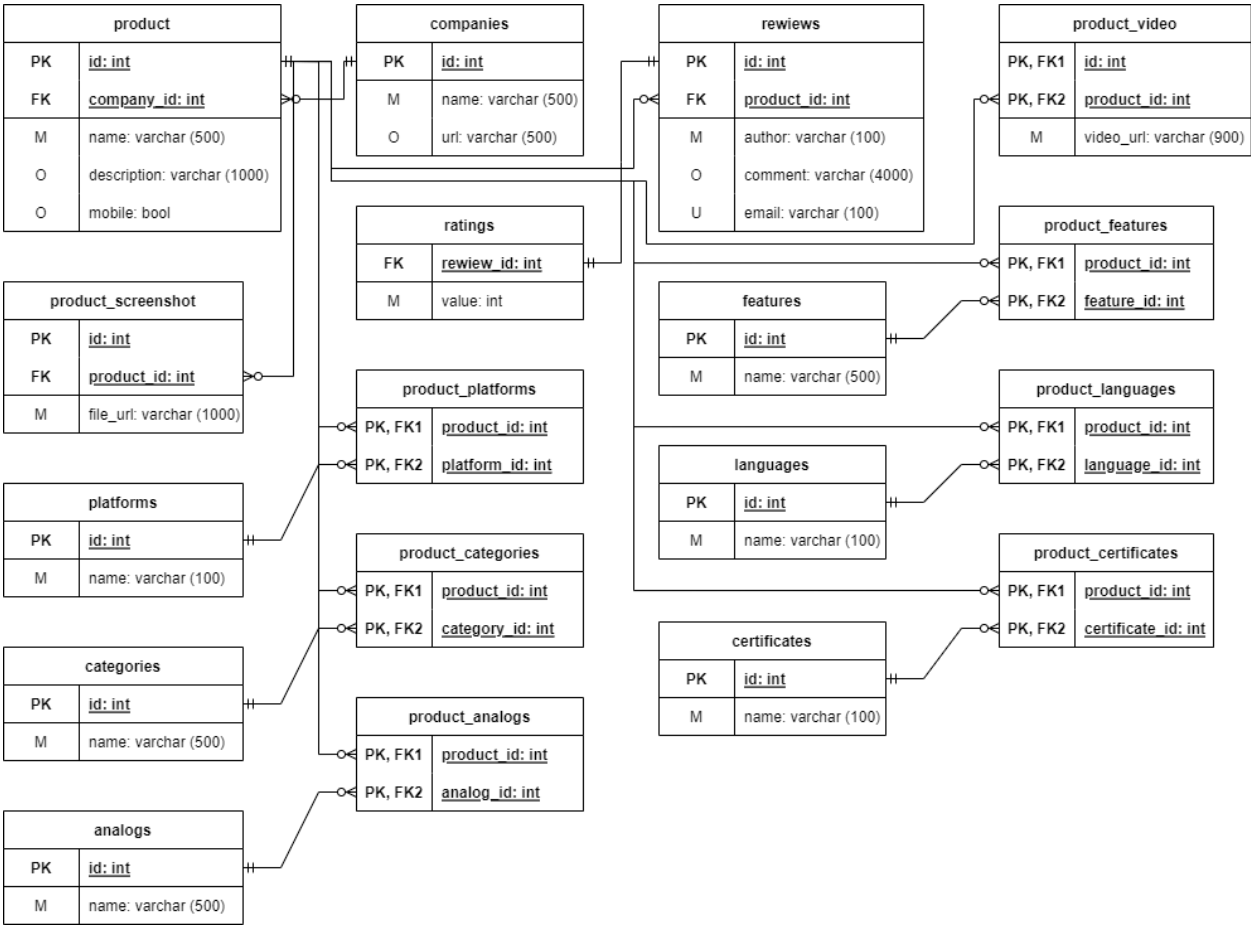 product
PK id: int
FK company_id: int
M name: varchar (500)
O description: varchar (1000)
O mobile: bool
companies
PK id: int
M name: varchar (500)
O url: varchar (500)
rewiews
PK id: int
FK product_id: int
M author: varchar (100)
O comment: varchar (4000)
U email: varchar (100)
product_video
PK, FK1 id: int
PK, FK2 product_id: int
M video_url: varchar (900)
ratings
FK rewiew_id: int
M value: int
product_features
PK, FK1 product_id: int
PK, FK2 feature_id: int
product_screenshot
PK id: int
FK product_id: int
M file_url: varchar (1000)
features
PK id: int
M name: varchar (500)
product_platforms
PK, FK1 product_id: int
PK, FK2 platform_id: int
product_languages
PK, FK1 product_id: int
PK, FK2 language_id: int
languages
PK id: int
M name: varchar (100)
platforms
PK id: int
M name: varchar (100)
product_categories
PK, FK1 product_id: int
PK, FK2 category_id: int
product_certificates
PK, FK1 product_id: int
PK, FK2 certificate_id: int
certificates
PK id: int
M name: varchar (100)
categories
PK id: int
M name: varchar (500)
product_analogs
PK, FK1 product_id: int
PK, FK2 analog_id: int
analogs
PK id: int
M name: varchar (500)